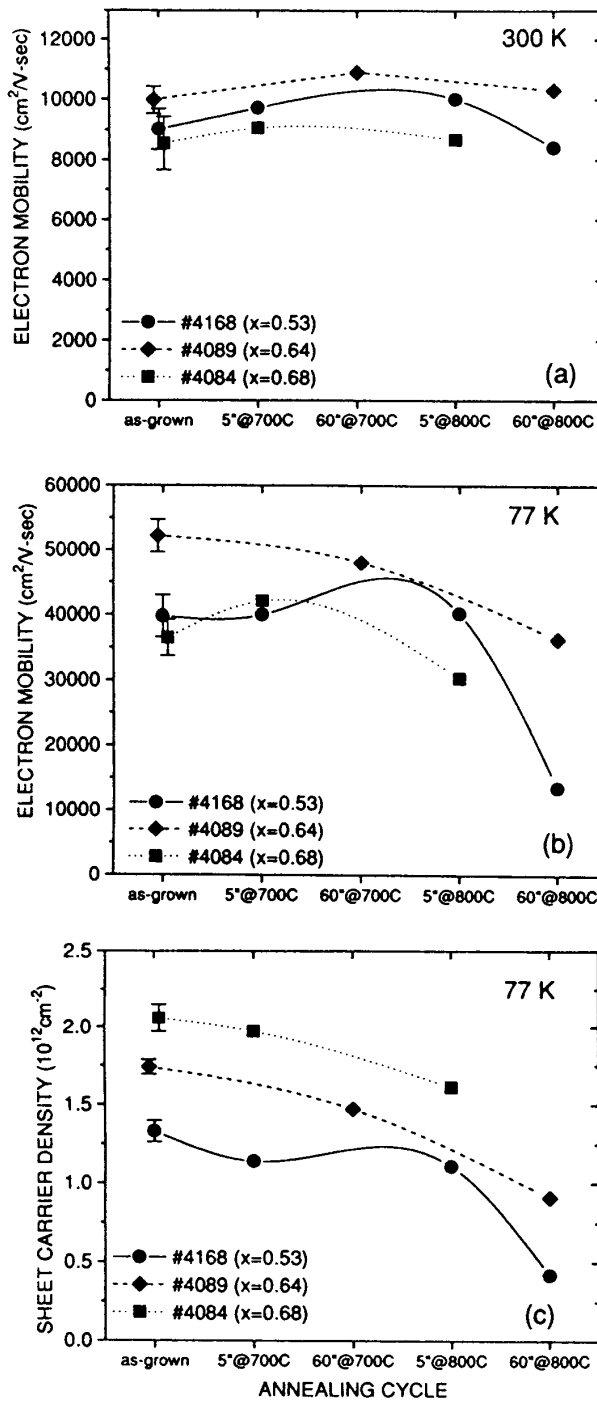 ELECTRON MOBILITY (cm²/V-sec)
12000
10000
8000
6000
4000
2000
0
300 K
#4168 (x=0.53)
#4089 (x=0.64)
#4084 (x=0.68)
(a)
as-grown 5"@700C 60"@700C 5"@800C 60"@800C
ELECTRON MOBILITY (cm²/V-sec)
60000
50000
40000
30000
20000
10000
0
77 K
#4168 (x=0.53)
#4089 (x=0.64)
#4084 (x=0.68)
(b)
as-grown 5"@700C 60"@700C 5"@800C 60"@800C
SHEET CARRIER DENSITY (10¹²cm⁻²)
2.5
2.0
1.5
1.0
0.5
0.0
77 K
#4168 (x=0.53)
#4089 (x=0.64)
#4084 (x=0.68)
(c)
as-grown 5"@700C 60"@700C 5"@800C 60"@800C
ANNEALING CYCLE